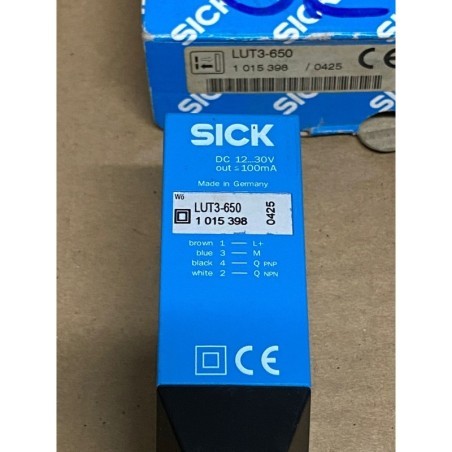 SICK
LUT3-650
1 015 398 / 0425
CE
SICK
SICK
SICK
DC 12...30V
out ≤ 100mA
Made in Germany
Wö
LUT3-650
1 015 398 / 0425
brown 1 — L+
blue 3 — M
black 4 — Q PNP
white 2 — Q NPN
CE